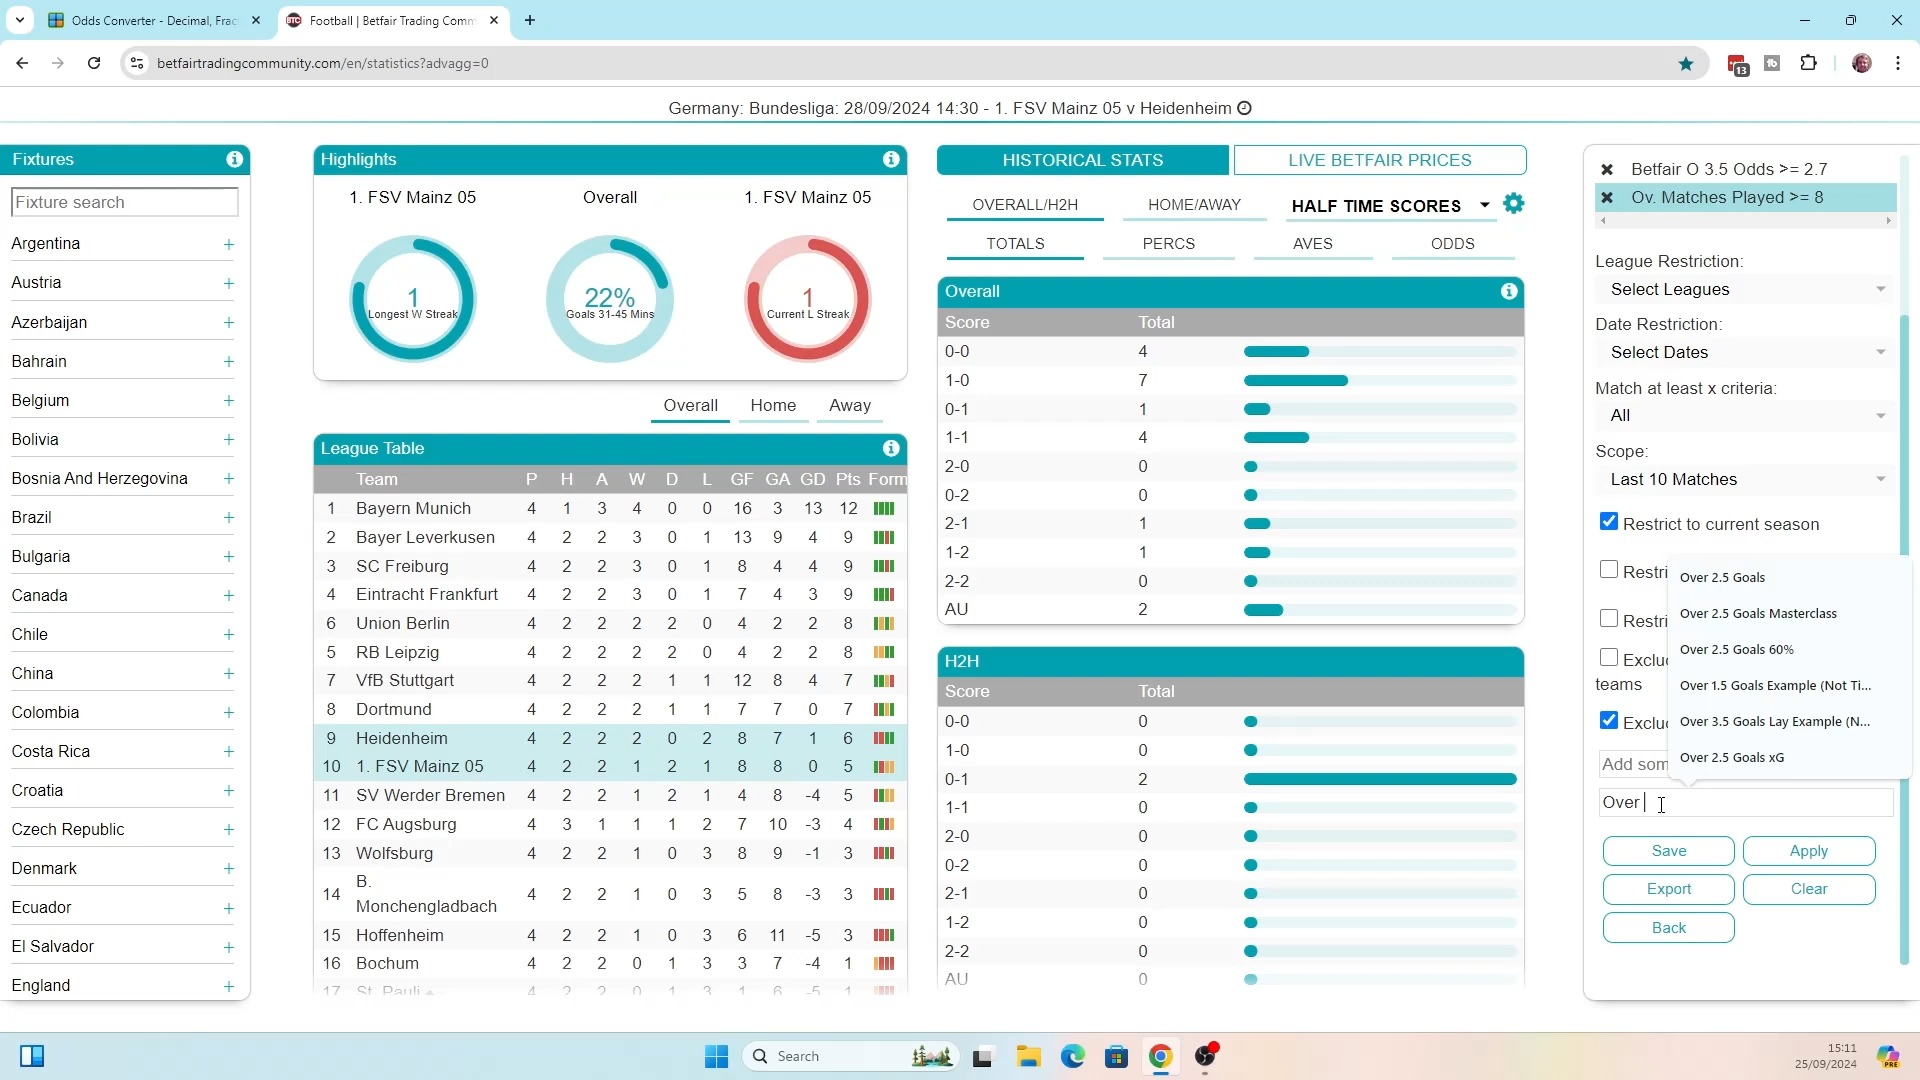 Odds Converter - Decimal, Frac
Football | Betfair Trading Comm
betfairtradingcommunity.com/en/statistics?advagg=0
13
Germany: Bundesliga: 28/09/2024 14:30 - 1. FSV Mainz 05 v Heidenheim
Fixtures
Fixture search
Argentina +
Austria +
Azerbaijan +
Bahrain +
Belgium +
Bolivia +
Bosnia And Herzegovina +
Brazil +
Bulgaria +
Canada +
Chile +
China +
Colombia +
Costa Rica +
Croatia +
Czech Republic +
Denmark +
Ecuador +
El Salvador +
England +
Highlights
1. FSV Mainz 05 Overall 1. FSV Mainz 05
1 22% 1
Longest W Streak Goals 31-45 Mins Current L Streak
Overall Home Away
League Table
Team P H A W D L GF GA GD Pts Form
1 Bayern Munich 4 1 3 4 0 0 16 3 13 12
2 Bayer Leverkusen 4 2 2 3 0 1 13 9 4 9
3 SC Freiburg 4 2 2 3 0 1 8 4 4 9
4 Eintracht Frankfurt 4 2 2 3 0 1 7 4 3 9
6 Union Berlin 4 2 2 2 2 0 4 2 2 8
5 RB Leipzig 4 2 2 2 2 0 4 2 2 8
7 VfB Stuttgart 4 2 2 2 1 1 12 8 4 7
8 Dortmund 4 2 2 2 1 1 7 7 0 7
9 Heidenheim 4 2 2 2 0 2 8 7 1 6
10 1. FSV Mainz 05 4 2 2 1 2 1 8 8 0 5
11 SV Werder Bremen 4 2 2 1 2 1 4 8 -4 5
12 FC Augsburg 4 3 1 1 1 2 7 10 -3 4
13 Wolfsburg 4 2 2 1 0 3 8 9 -1 3
14 B. Monchengladbach 4 2 2 1 0 3 5 8 -3 3
15 Hoffenheim 4 2 2 1 0 3 6 11 -5 3
16 Bochum 4 2 2 0 1 3 3 7 -4 1
17 St. Pauli 4 2 2 0 1 3 1 6 -5 1
HISTORICAL STATS LIVE BETFAIR PRICES
OVERALL/H2H HOME/AWAY HALF TIME SCORES
TOTALS PERCS AVES ODDS
Overall
Score Total
0-0 4
1-0 7
0-1 1
1-1 4
2-0 0
0-2 0
2-1 1
1-2 1
2-2 0
AU 2
H2H
Score Total
0-0 0
1-0 0
0-1 2
1-1 0
2-0 0
0-2 0
2-1 0
1-2 0
2-2 0
AU 0
Betfair O 3.5 Odds >= 2.7
Ov. Matches Played >= 8
League Restriction:
Select Leagues
Date Restriction:
Select Dates
Match at least x criteria:
All
Scope:
Last 10 Matches
Restrict to current season
Restri
Restri
Exclu
teams
Exclu
Add som
Over 2.5 Goals
Over 2.5 Goals Masterclass
Over 2.5 Goals 60%
Over 1.5 Goals Example (Not Ti...
Over 3.5 Goals Lay Example (N...
Over 2.5 Goals xG
Over
Save Apply
Export Clear
Back
Search
15:11
25/09/2024